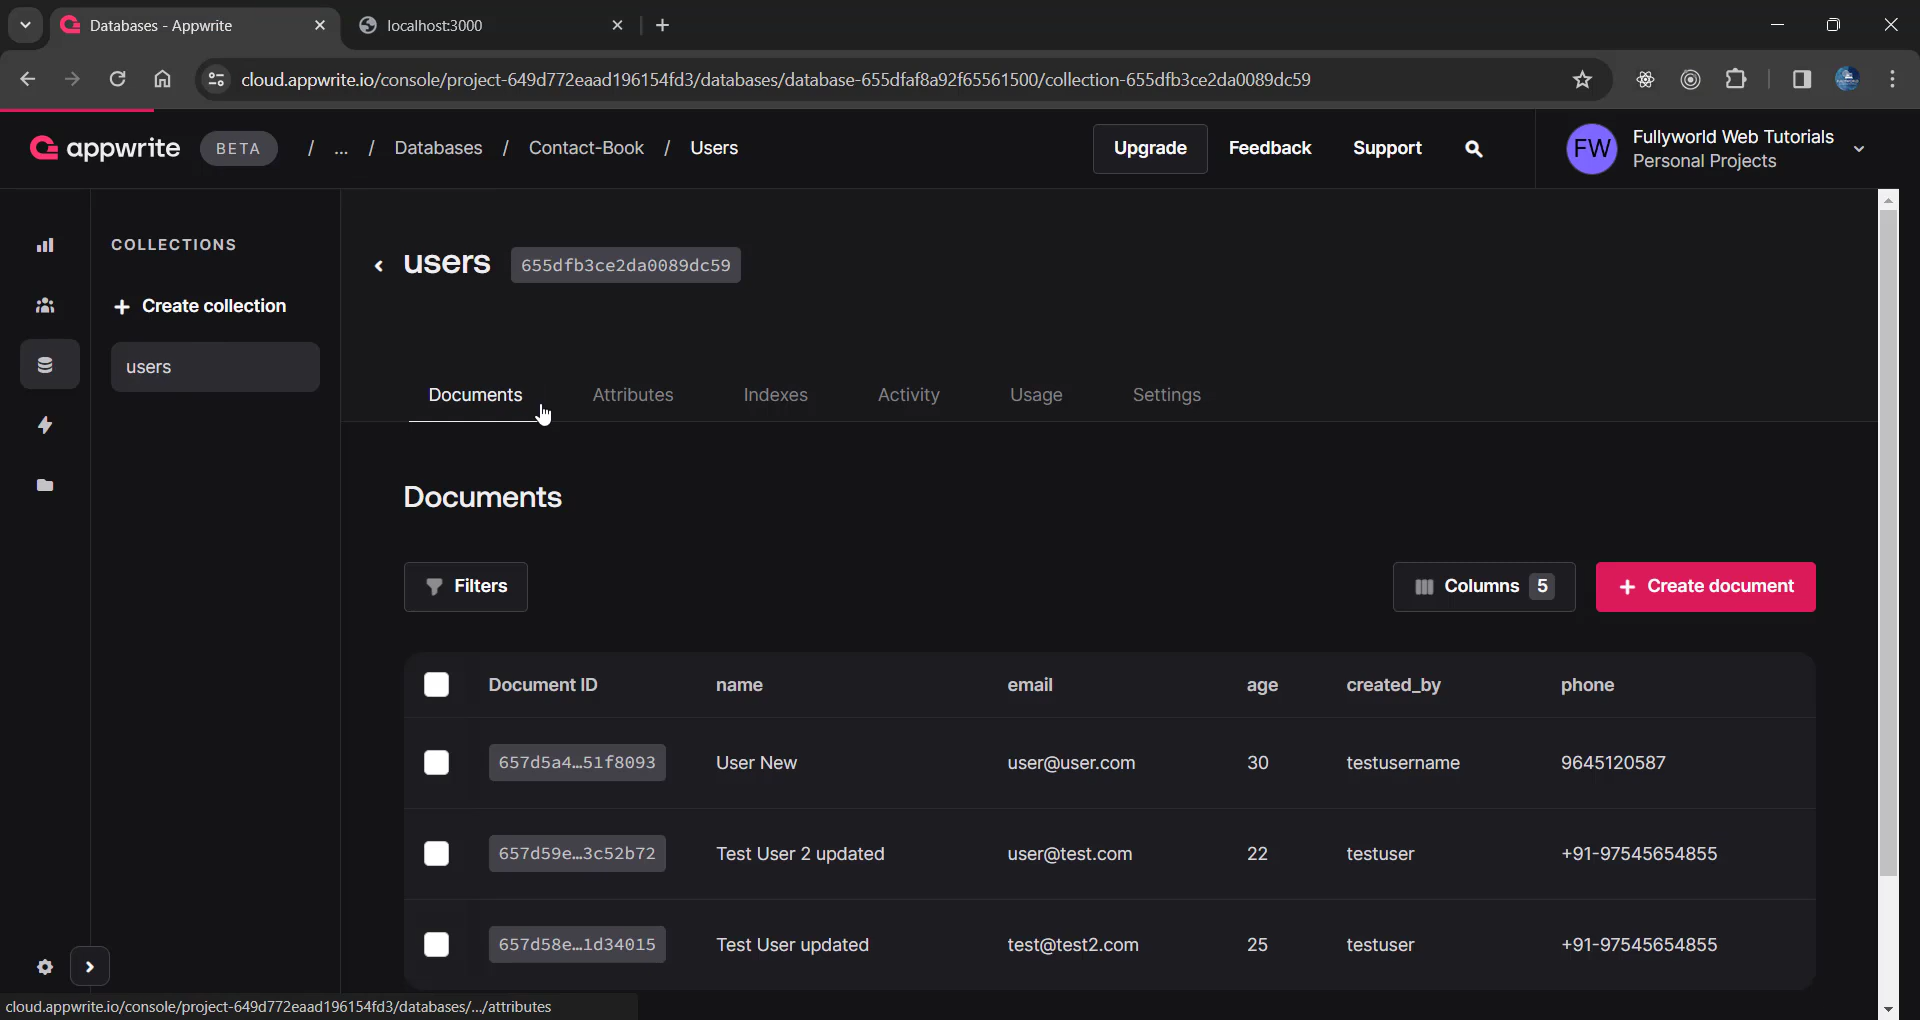 Databases - Appwrite
localhost:3000
cloud.appwrite.io/console/project-649d772eaad196154fd3/databases/database-655dfaf8a92f65561500/collection-655dfb3ce2da0089dc59
appwrite BETA / ... / Databases / Contact-Book / Users
Upgrade Feedback Support
FW Fullyworld Web Tutorials
Personal Projects
COLLECTIONS
+ Create collection
users
users 655dfb3ce2da0089dc59
Documents Attributes Indexes Activity Usage Settings
Documents
Filters
Columns 5
+ Create document
Document ID name email age created_by phone
657d5a4...51f8093 User New user@user.com 30 testusername 9645120587
657d59e...3c52b72 Test User 2 updated user@test.com 22 testuser +91-97545654855
657d58e...1d34015 Test User updated test@test2.com 25 testuser +91-97545654855
cloud.appwrite.io/console/project-649d772eaad196154fd3/databases/.../attributes